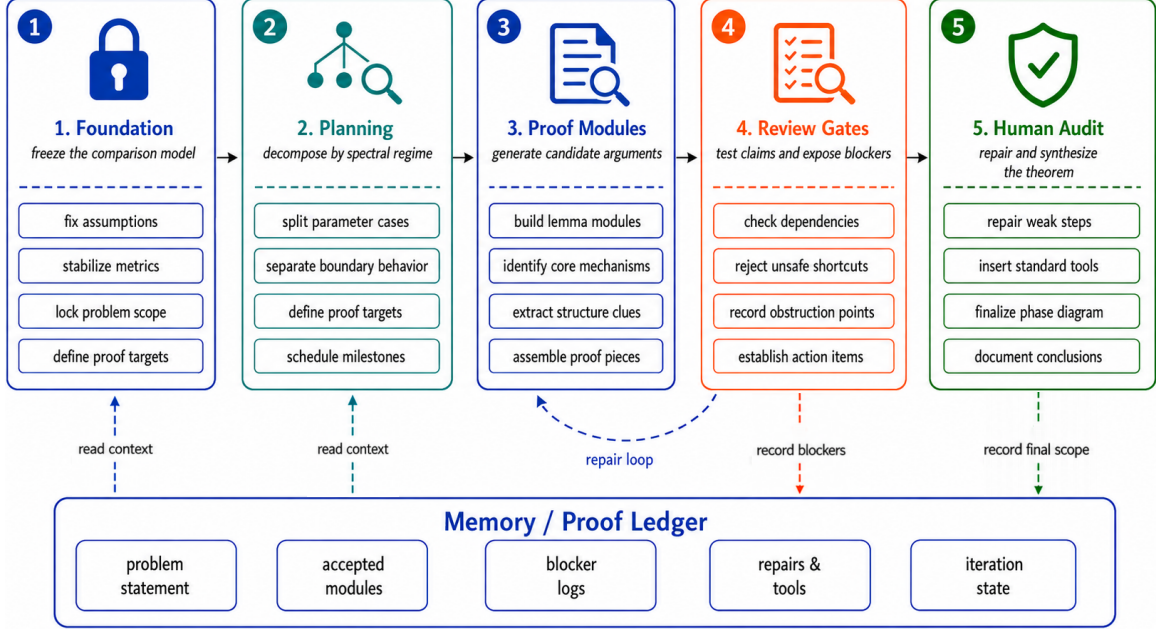 1
1. Foundation
freeze the comparison model
fix assumptions
stabilize metrics
lock problem scope
define proof targets
2
2. Planning
decompose by spectral regime
split parameter cases
separate boundary behavior
define proof targets
schedule milestones
3
3. Proof Modules
generate candidate arguments
build lemma modules
identify core mechanisms
extract structure clues
assemble proof pieces
4
4. Review Gates
test claims and expose blockers
check dependencies
reject unsafe shortcuts
record obstruction points
establish action items
5
5. Human Audit
repair and synthesize
the theorem
repair weak steps
insert standard tools
finalize phase diagram
document conclusions
read context
read context
repair loop
record blockers
record final scope
Memory / Proof Ledger
problem
statement
accepted
modules
blocker
logs
repairs &
tools
iteration
state